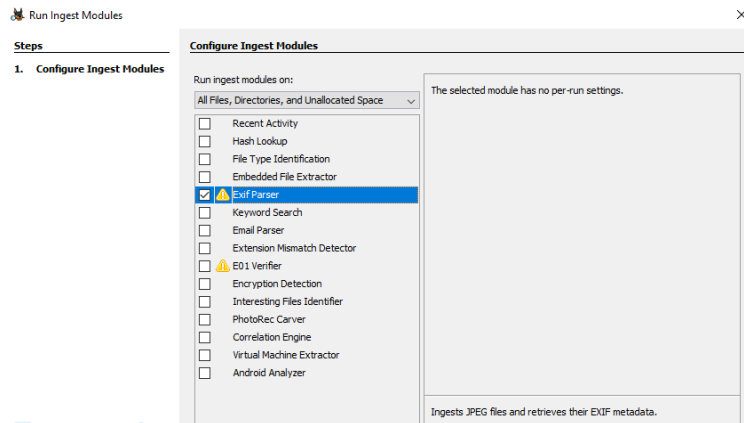 Run Ingest Modules
Steps
1. Configure Ingest Modules
Configure Ingest Modules
Run ingest modules on:
All Files, Directories, and Unallocated Space
Recent Activity
Hash Lookup
File Type Identification
Embedded File Extractor
Exif Parser
Keyword Search
Email Parser
Extension Mismatch Detector
E01 Verifier
Encryption Detection
Interesting Files Identifier
PhotoRec Carver
Correlation Engine
Virtual Machine Extractor
Android Analyzer
The selected module has no per-run settings.
Ingests JPEG files and retrieves their EXIF metadata.